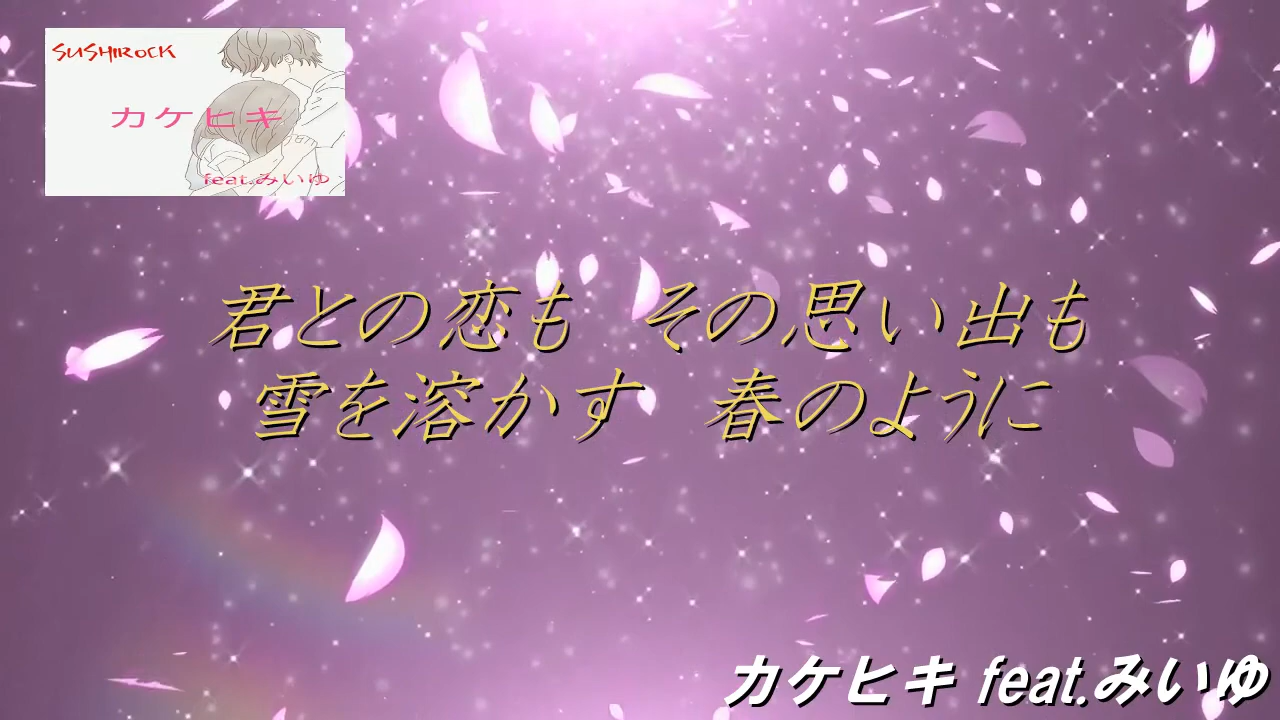 SUSHIROCK
カケヒキ
feat.みいゆ
君との恋も　その思い出も
雪を溶かす　春のように
カケヒキ feat.みいゆ